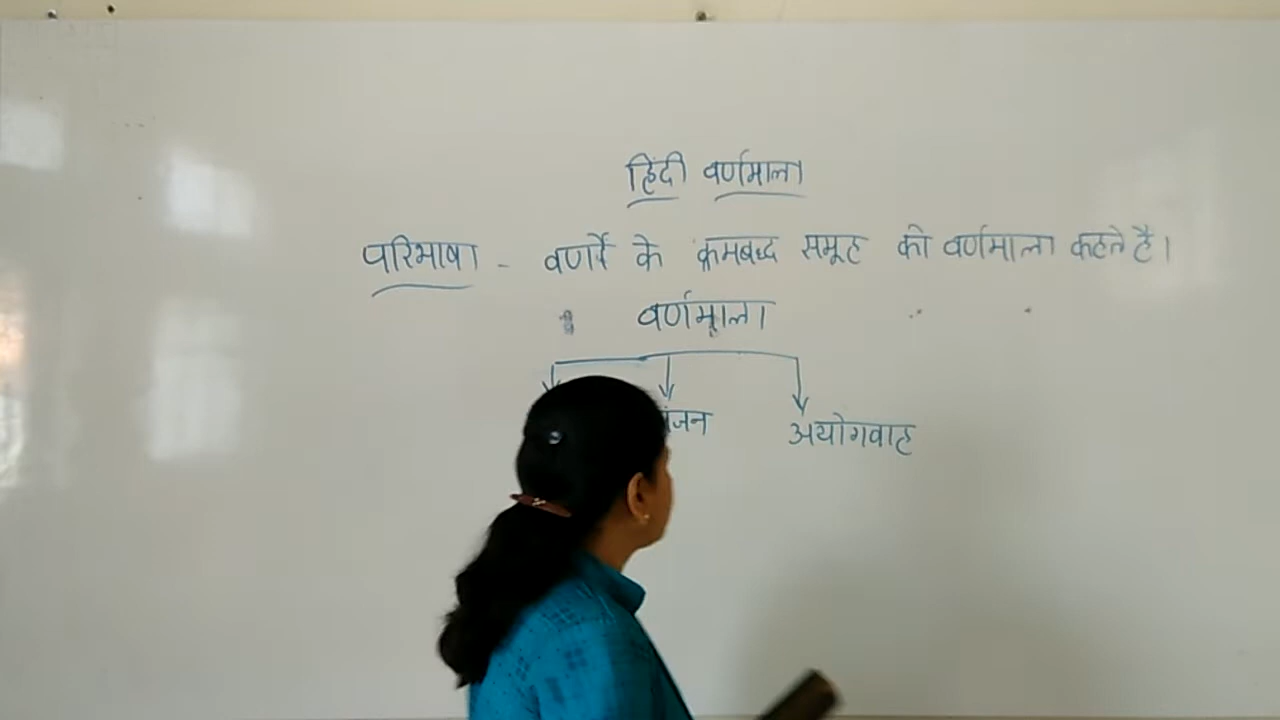 हिंदी वर्णमाला
परिभाषा - वर्णों के क्रमबद्ध समूह को वर्णमाला कहते है।
वर्णमाला
अयोगवाह